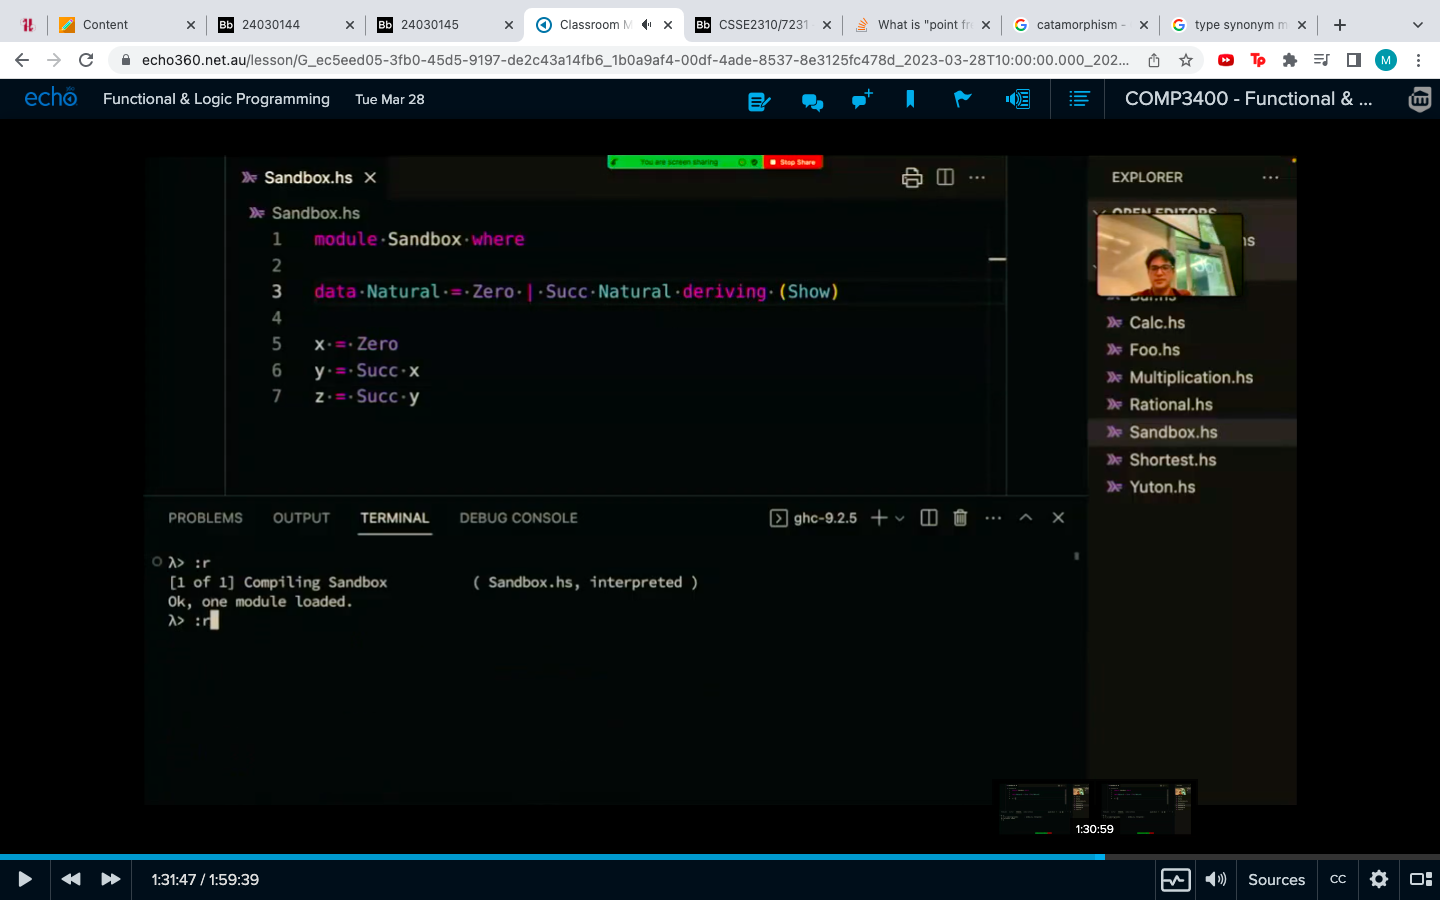 Content
24030144
24030145
Classroom M
CSSE2310/7231
What is "point fre
catamorphism -
type synonym m
echo360.net.au/lesson/G_ec5eed05-3fb0-45d5-9197-de2c43a14fb6_1b0a9af4-00df-4ade-8537-8e3125fc478d_2023-03-28T10:00:00.000_202...
M
echo
Functional & Logic Programming
Tue Mar 28
COMP3400 - Functional & ...
You are screen sharing
Stop Share
Sandbox.hs
Sandbox.hs
1 module·Sandbox·where
2
3 data·Natural·=·Zero·|·Succ·Natural·deriving·(Show)
4
5 x·=·Zero
6 y·=·Succ·x
7 z·=·Succ·y
EXPLORER
OPEN EDITORS
Calc.hs
Foo.hs
Multiplication.hs
Rational.hs
Sandbox.hs
Shortest.hs
Yuton.hs
PROBLEMS
OUTPUT
TERMINAL
DEBUG CONSOLE
ghc-9.2.5
λ> :r
[1 of 1] Compiling Sandbox ( Sandbox.hs, interpreted )
Ok, one module loaded.
λ> :r
1:30:59
1:31:47 / 1:59:39
Sources
CC